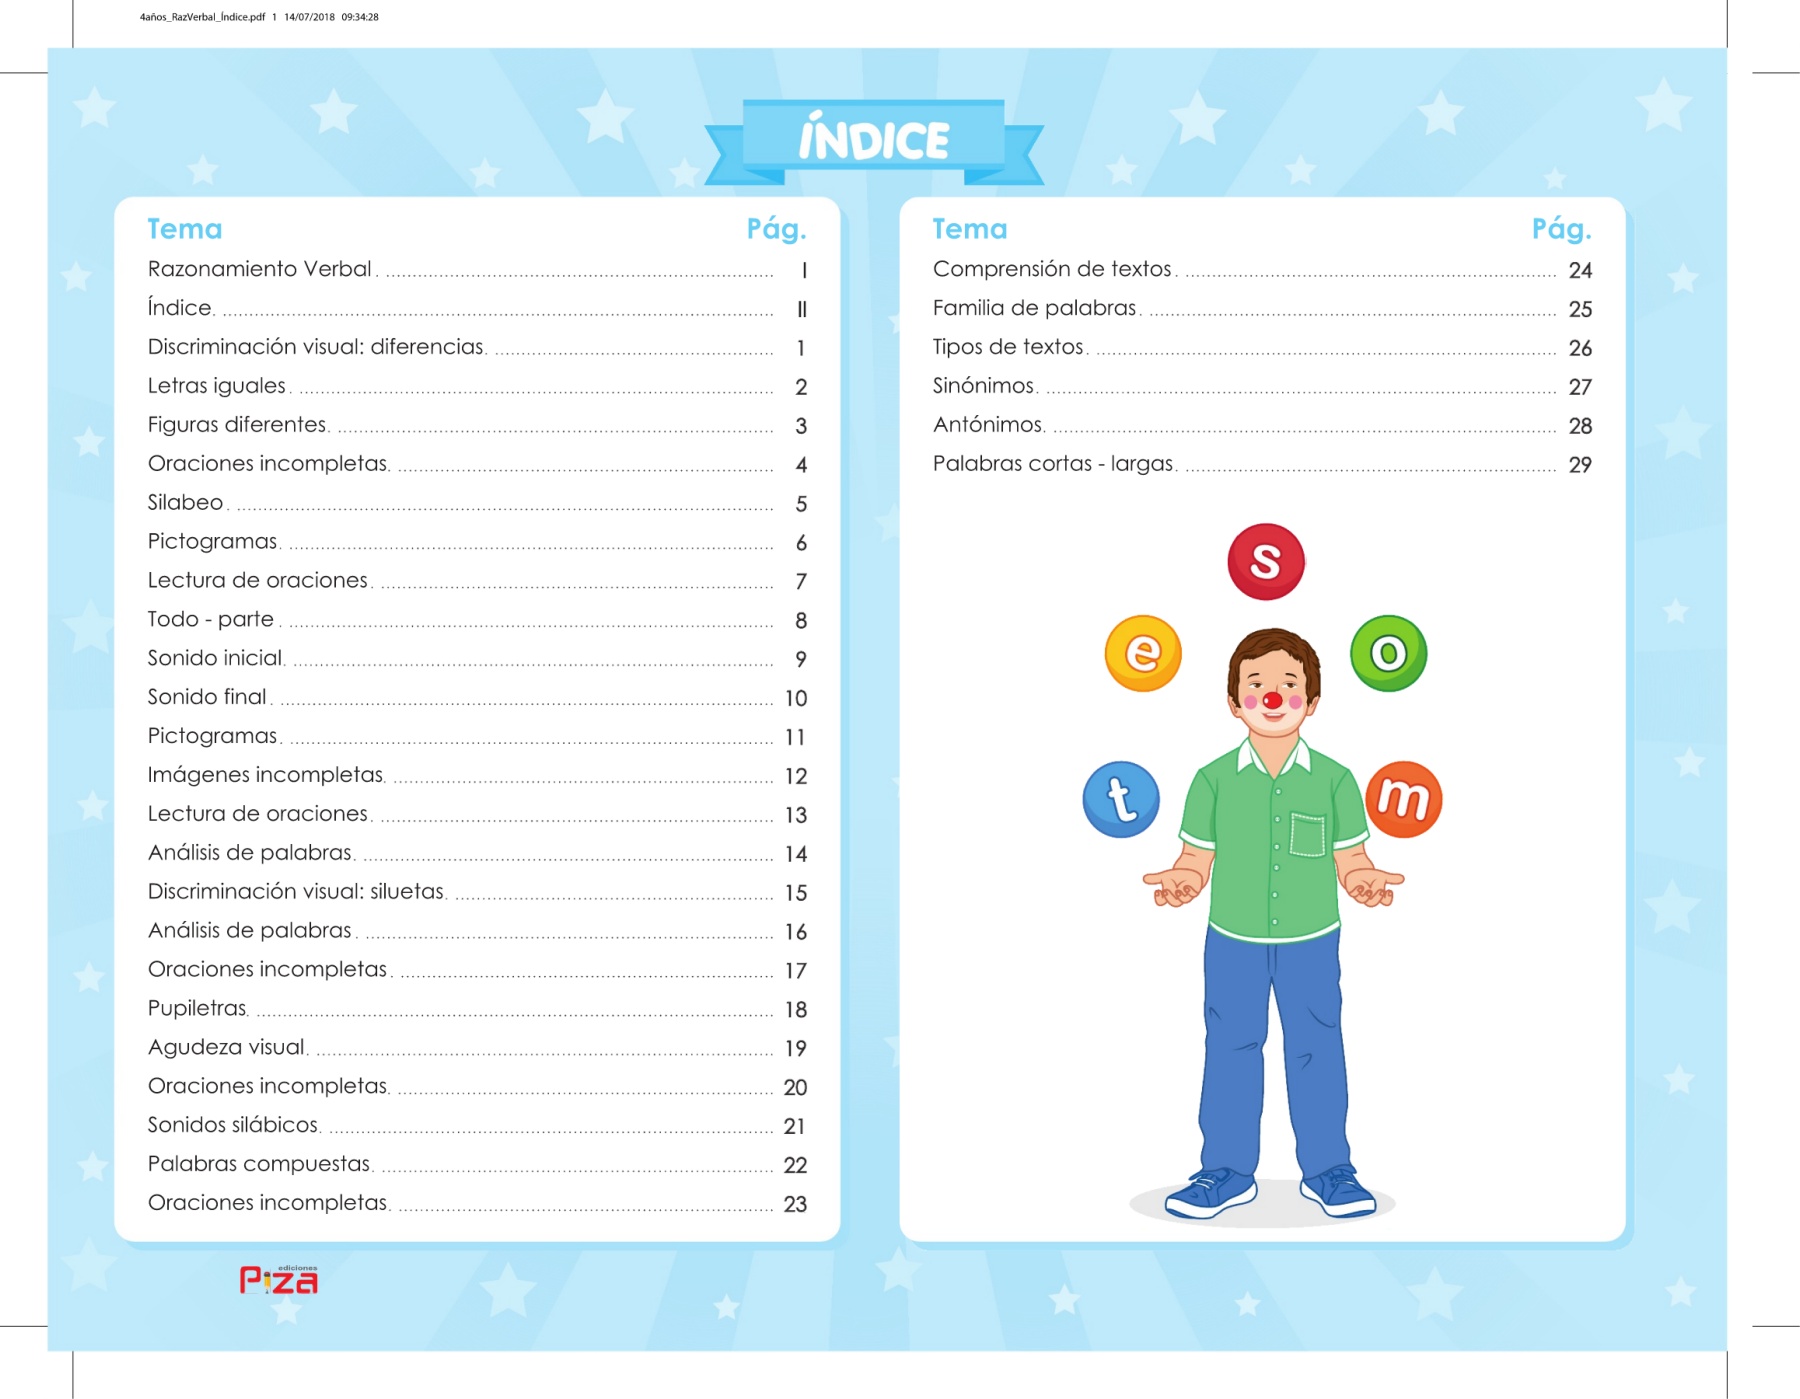 4años_RazVerbal_Índice.pdf 1 14/07/2018 09:34:28
ÍNDICE
Tema Pág.
Razonamiento Verbal. I
Índice. II
Discriminación visual: diferencias. 1
Letras iguales. 2
Figuras diferentes. 3
Oraciones incompletas. 4
Silabeo. 5
Pictogramas. 6
Lectura de oraciones. 7
Todo - parte. 8
Sonido inicial. 9
Sonido final. 10
Pictogramas. 11
Imágenes incompletas. 12
Lectura de oraciones. 13
Análisis de palabras. 14
Discriminación visual: siluetas. 15
Análisis de palabras. 16
Oraciones incompletas. 17
Pupiletras. 18
Agudeza visual. 19
Oraciones incompletas. 20
Sonidos silábicos. 21
Palabras compuestas. 22
Oraciones incompletas. 23
Tema Pág.
Comprensión de textos. 24
Familia de palabras. 25
Tipos de textos. 26
Sinónimos. 27
Antónimos. 28
Palabras cortas - largas. 29
s
e o
t m
ediciones
Piza